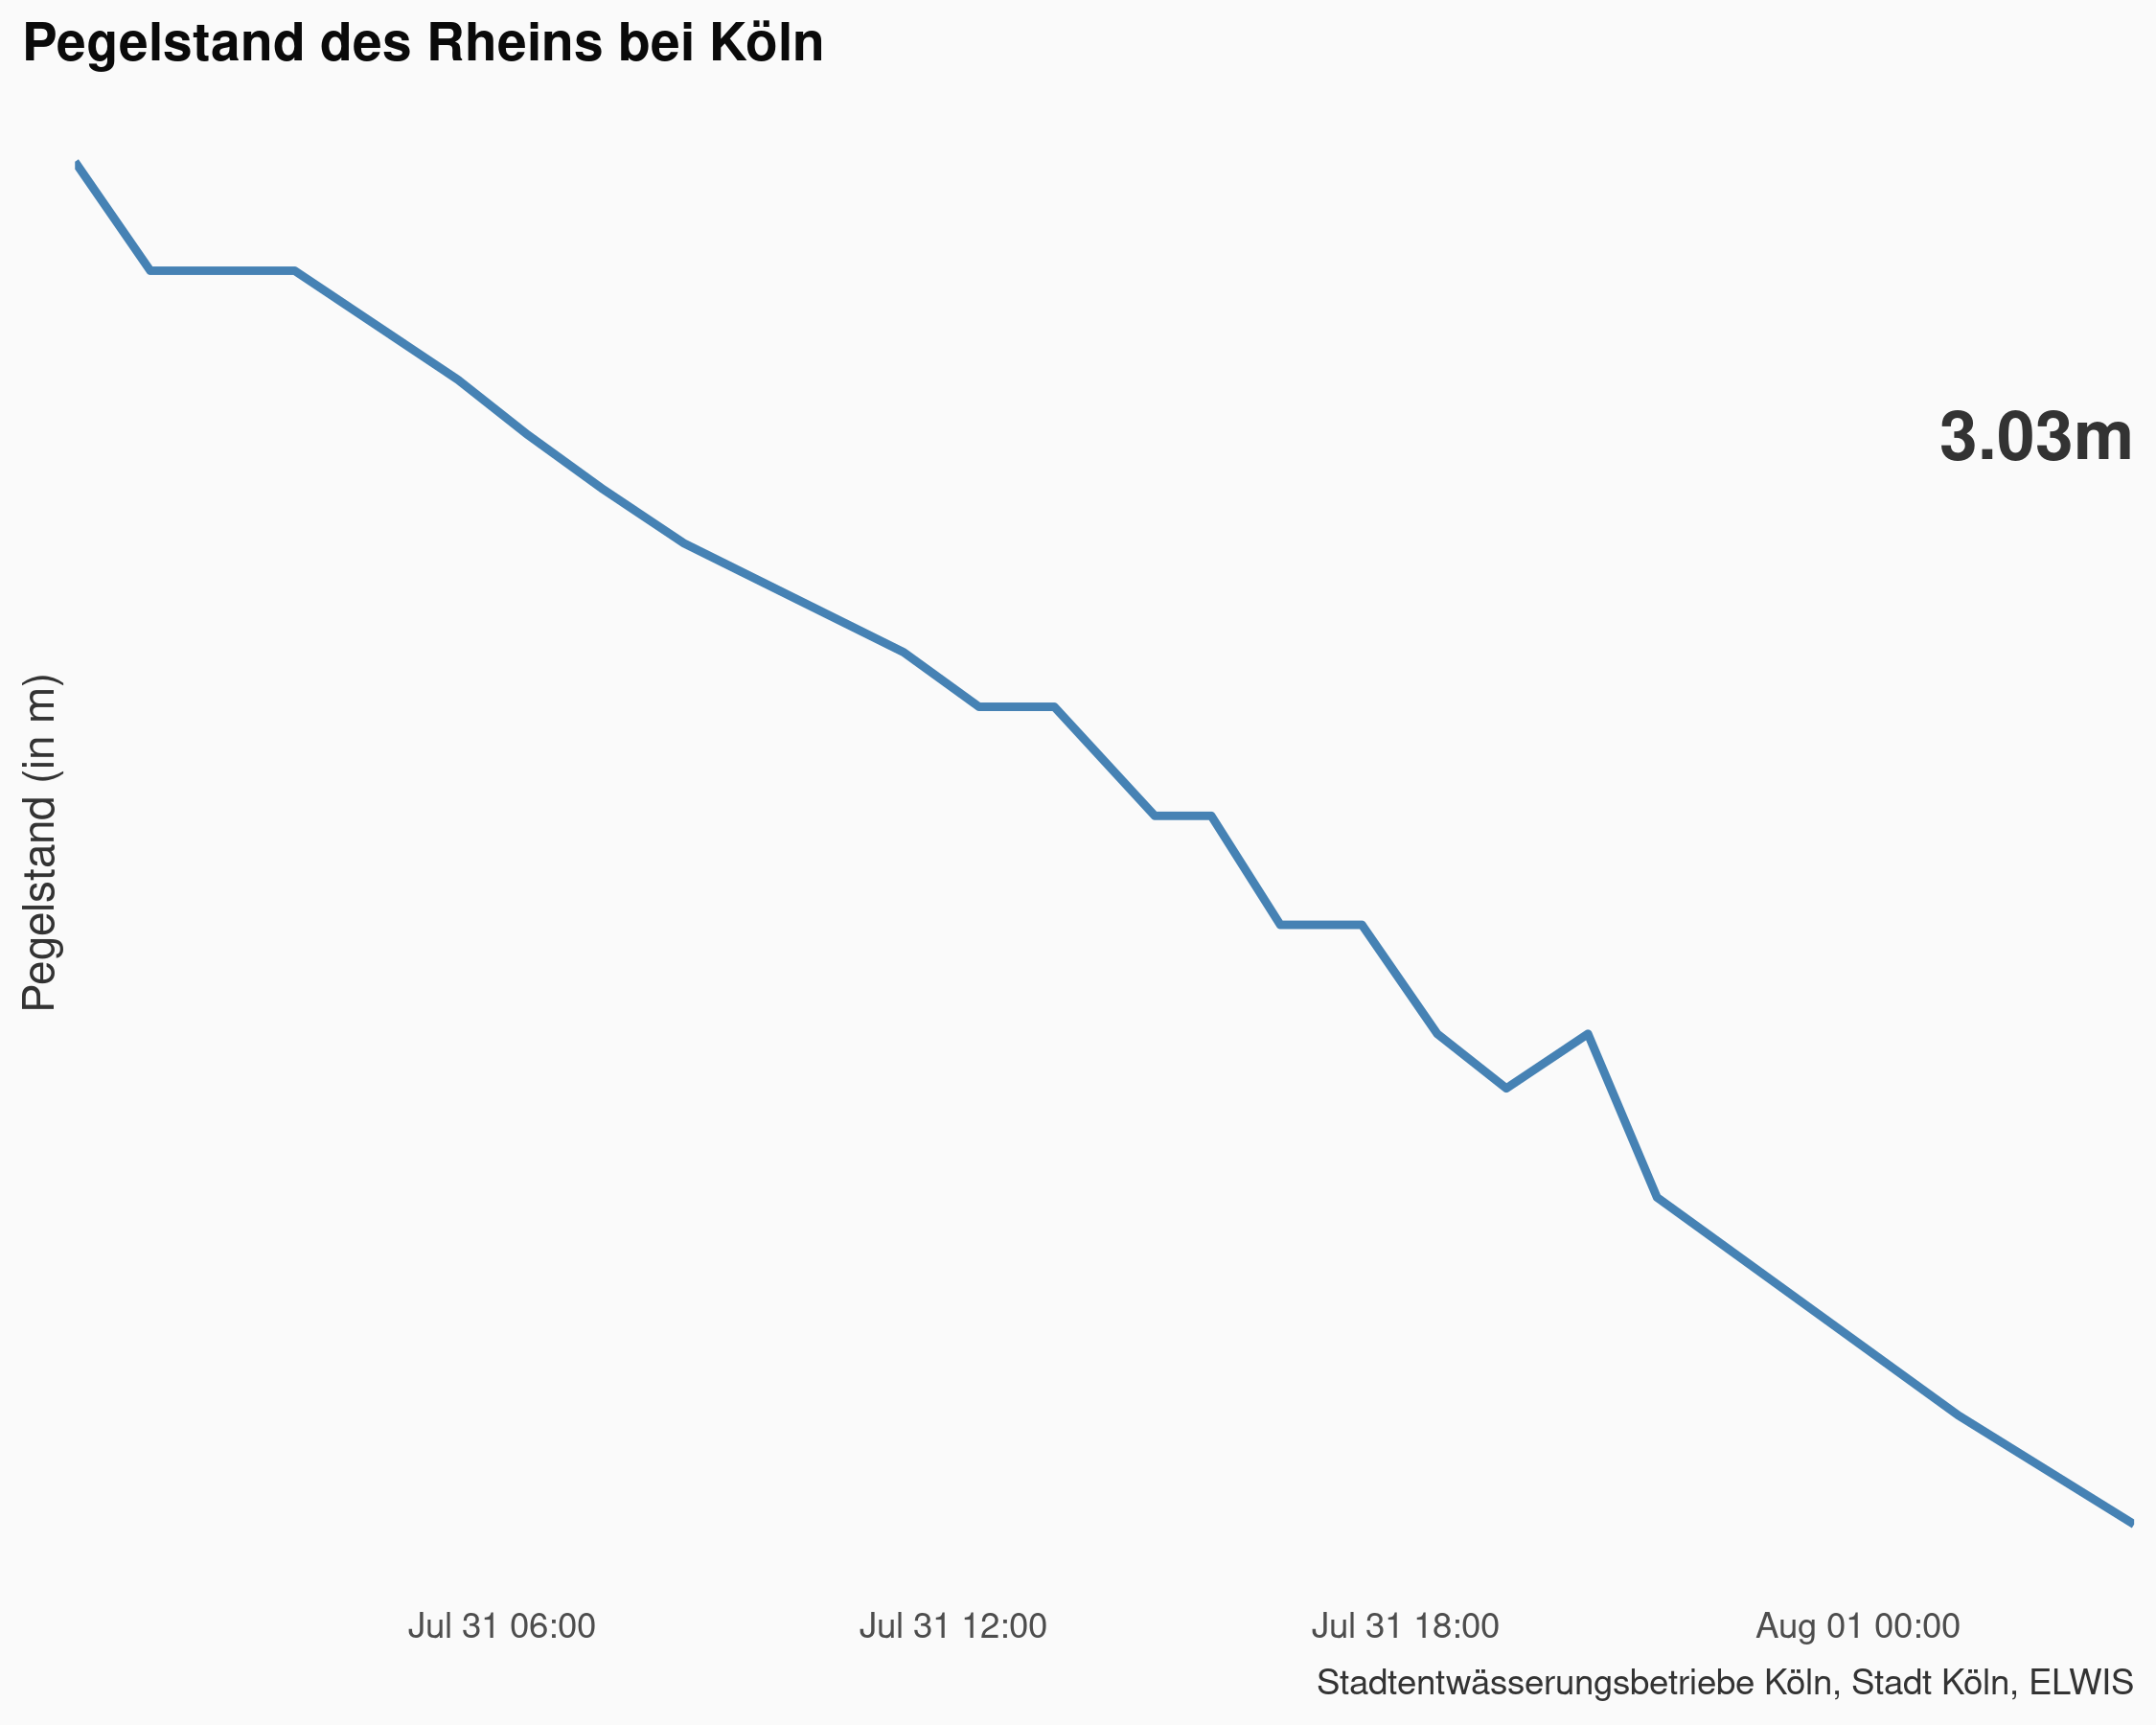 Pegelstand des Rheins bei Köln
3.03m
Pegelstand (in m)
Jul 31 06:00 Jul 31 12:00 Jul 31 18:00 Aug 01 00:00
Stadtentwässerungsbetriebe Köln, Stadt Köln, ELWIS